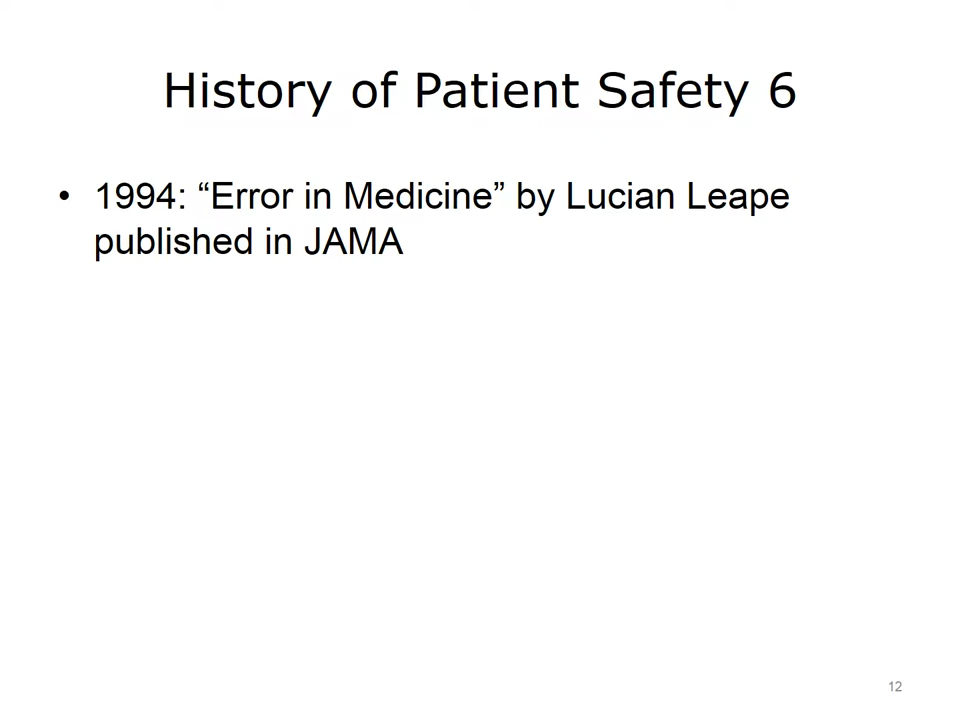 History of Patient Safety 6
• 1994: “Error in Medicine” by Lucian Leape
published in JAMA
12